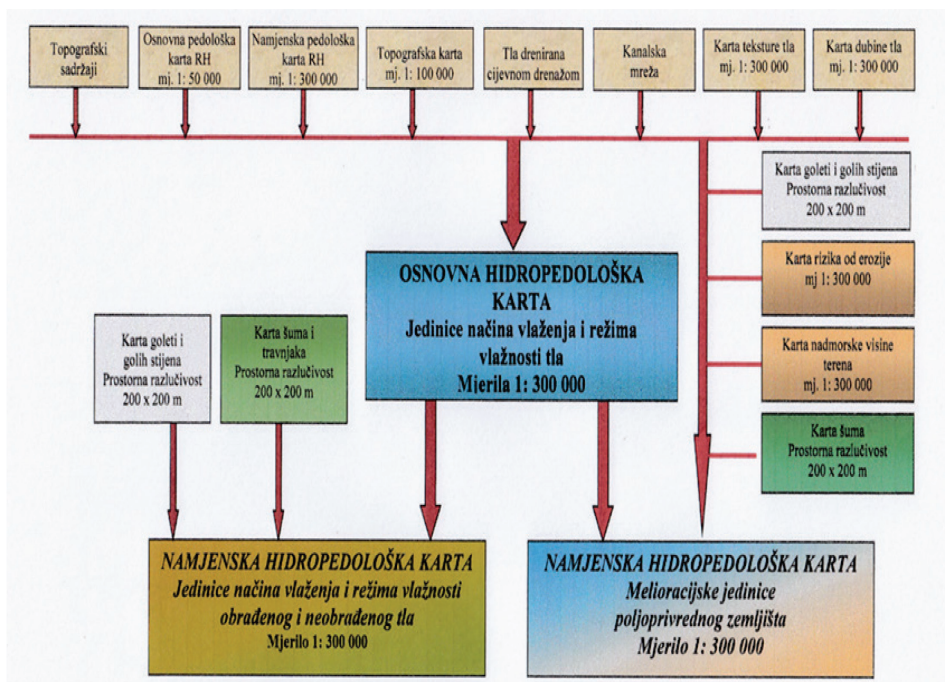 Topografski
sadržaji
Osnovna pedološka
karta RH
mj. 1: 50 000
Namjenska pedološka
karta RH
mj. 1: 300 000
Topografska karta
mj. 1: 100 000
Tla drenirana
cijevnom drenažom
Kanalska
mreža
Karta teksture tla
mj. 1: 300 000
Karta dubine tla
mj. 1: 300 000
Karta goleti i golih stijena
Prostorna razlučivost
200 x 200 m
Karta rizika od erozije
mj 1: 300 000
Karta nadmorske visine
terena
mj. 1: 300 000
Karta šuma
Prostorna razlučivost
200 x 200 m
OSNOVNA HIDROPEDOLOŠKA
KARTA
Jedinice načina vlaženja i režima
vlažnosti tla
Mjerila 1: 300 000
Karta goleti i
golih stijena
Prostorna razlučivost
200 x 200 m
Karta šuma i
travnjaka
Prostorna razlučivost
200 x 200 m
NAMJENSKA HIDROPEDOLOŠKA KARTA
Jedinice načina vlaženja i režima vlažnosti
obrađenog i neobrađenog tla
Mjerilo 1: 300 000
NAMJENSKA HIDROPEDOLOŠKA KARTA
Melioracijske jedinice
poljoprivrednog zemljišta
Mjerilo 1: 300 000